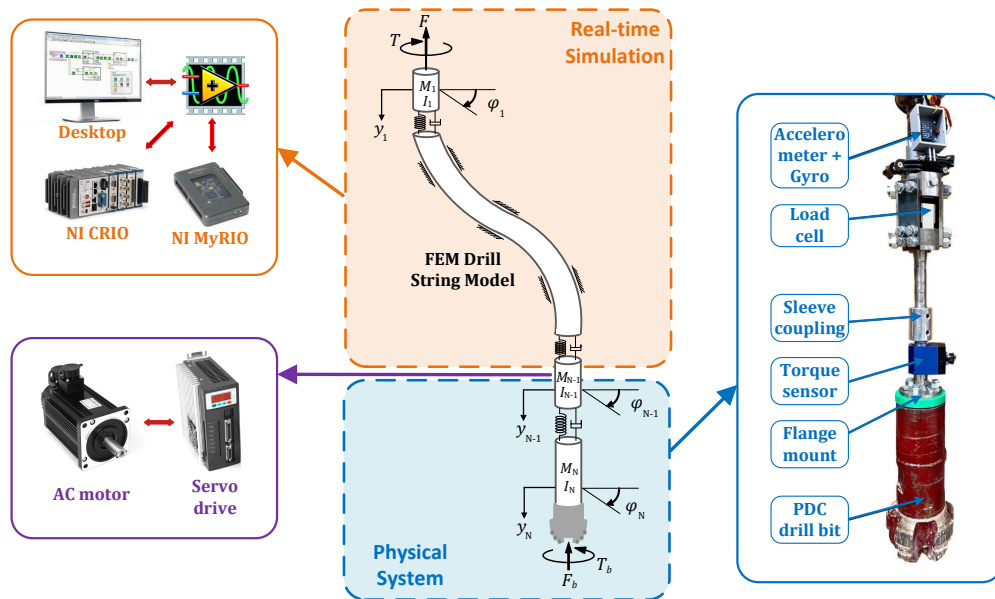 Desktop
NI CRIO
NI MyRIO
AC motor
Servo
drive
Real-time
Simulation
F
T
M1
I1
y1
φ1
FEM Drill
String Model
MN-1
IN-1
yN-1
φN-1
MN
IN
yN
φN
Tb
Fb
Physical
System
Accelero
meter +
Gyro
Load
cell
Sleeve
coupling
Torque
sensor
Flange
mount
PDC
drill bit